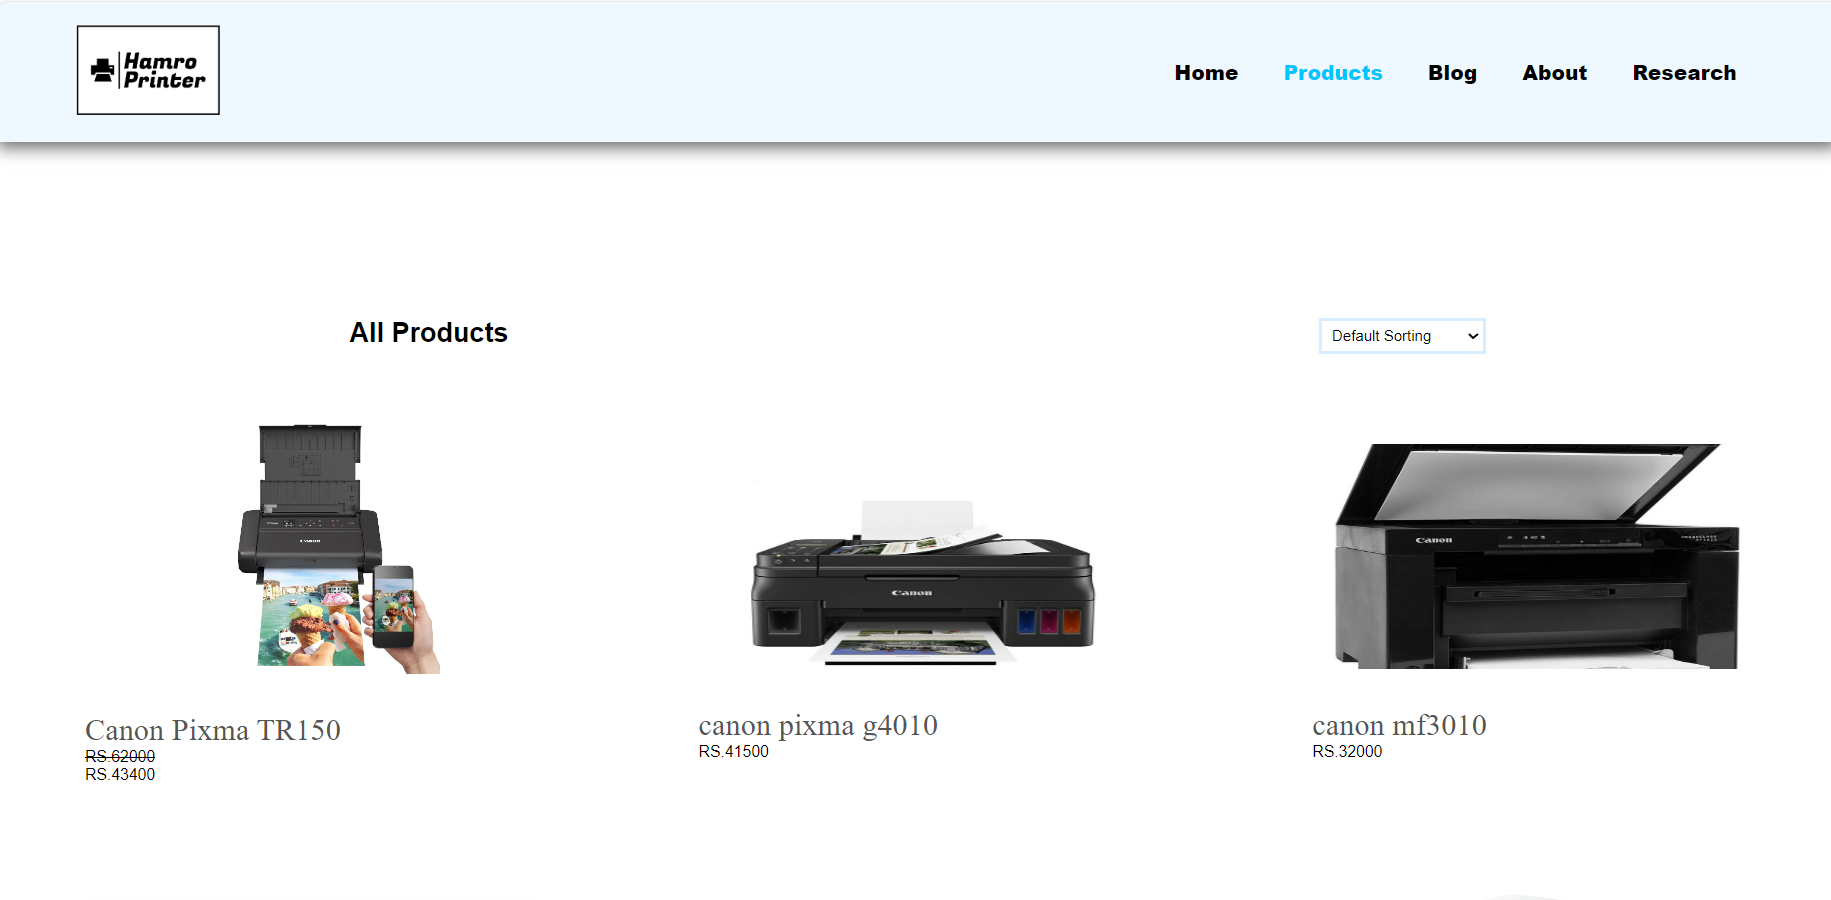 Hamro
Printer
Home
Products
Blog
About
Research
All Products
Default Sorting
Canon
Canon
Canon
Canon Pixma TR150
RS.62000
RS.43400
canon pixma g4010
RS.41500
canon mf3010
RS.32000